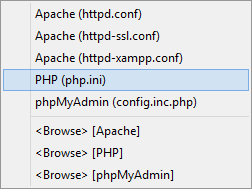 Apache (httpd.conf)
Apache (httpd-ssl.conf)
Apache (httpd-xampp.conf)
PHP (php.ini)
phpMyAdmin (config.inc.php)
<Browse> [Apache]
<Browse> [PHP]
<Browse> [phpMyAdmin]